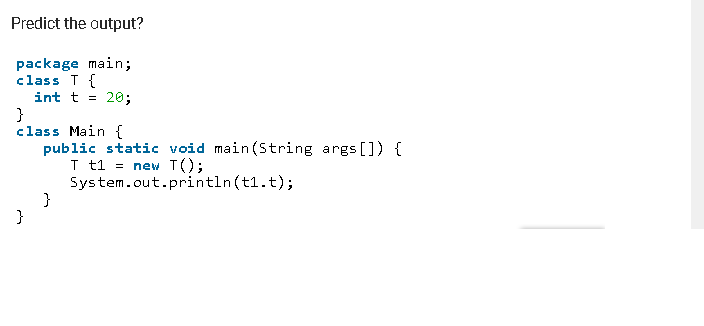 Predict the output?
package main;
class T {
  int t = 20;
}
class Main {
   public static void main(String args[]) {
      T t1 = new T();
      System.out.println(t1.t);
   }
}